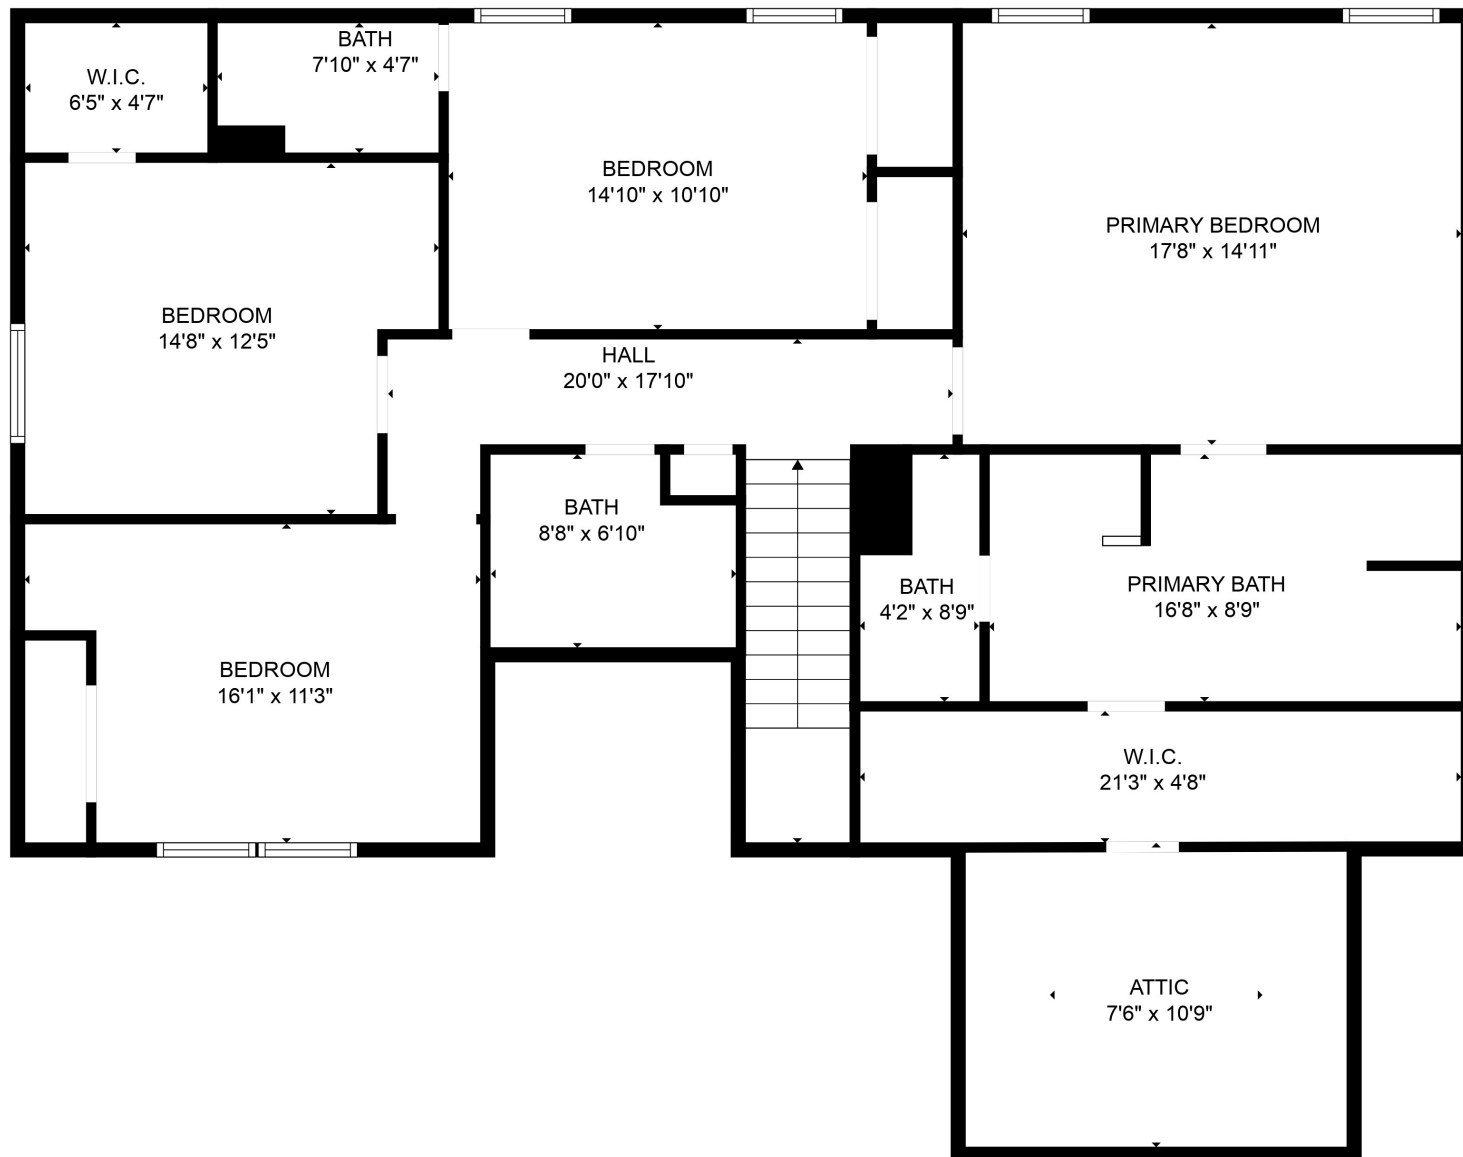 W.I.C.
6'5" x 4'7"
BATH
7'10" x 4'7"
BEDROOM
14'10" x 10'10"
PRIMARY BEDROOM
17'8" x 14'11"
BEDROOM
14'8" x 12'5"
HALL
20'0" x 17'10"
BATH
8'8" x 6'10"
BATH
4'2" x 8'9"
PRIMARY BATH
16'8" x 8'9"
BEDROOM
16'1" x 11'3"
W.I.C.
21'3" x 4'8"
ATTIC
7'6" x 10'9"